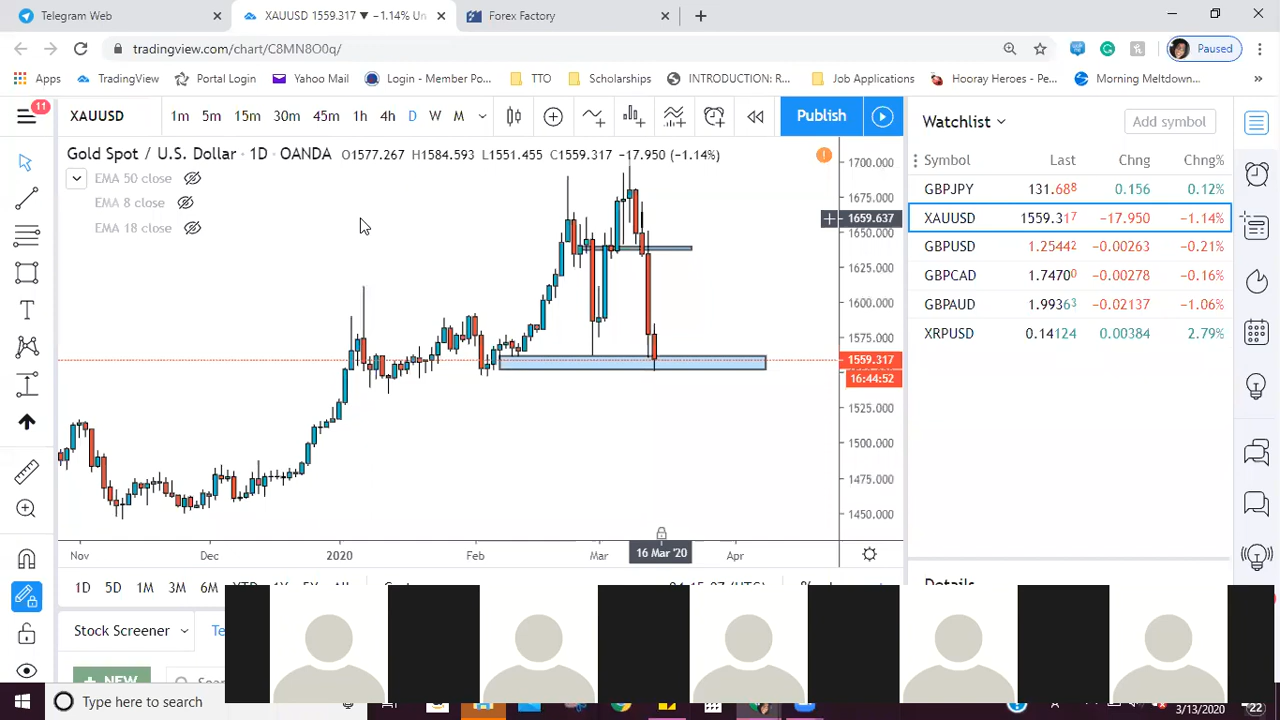 Telegram Web
XAUUSD 1559.317 ▼ −1.14% Un
Forex Factory
tradingview.com/chart/C8MN8O0q/
Paused
Apps
TradingView
Portal Login
Yahoo Mail
Login - Member Po...
TTO
Scholarships
INTRODUCTION: R...
Job Applications
Hooray Heroes - Pe...
Morning Meltdown...
»
11
XAUUSD
1m 5m 15m 30m 45m 1h 4h D W M
Publish
Gold Spot / U.S. Dollar · 1D · OANDA O1577.267 H1584.593 L1551.455 C1559.317 −17.950 (−1.14%)
EMA 50 close
EMA 8 close
EMA 18 close
1700.000
1675.000
1659.637
1650.000
1625.000
1600.000
1575.000
1559.317
16:44:52
1525.000
1500.000
1475.000
1450.000
Nov Dec 2020 Feb Mar 16 Mar '20 Apr
1D 5D 1M 3M 6M YTD 1Y 5Y All
Stock Screener
NEW
Watchlist
Add symbol
Symbol Last Chng Chng%
GBPJPY 131.688 0.156 0.12%
XAUUSD 1559.317 −17.950 −1.14%
GBPUSD 1.25442 −0.00263 −0.21%
GBPCAD 1.74700 −0.00278 −0.16%
GBPAUD 1.99363 −0.02137 −1.06%
XRPUSD 0.14124 0.00384 2.79%
Details
Type here to search
3/13/2020
22